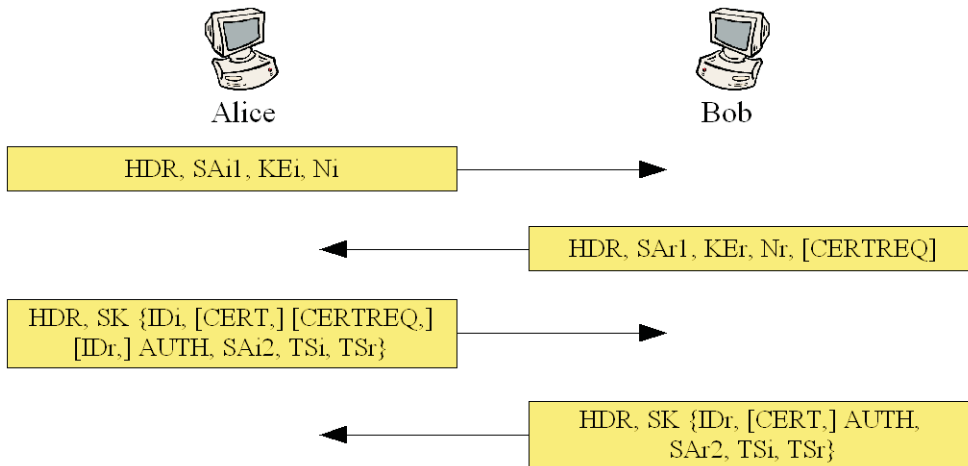 Alice
Bob
HDR, SAi1, KEi, Ni
HDR, SAr1, KEr, Nr, [CERTREQ]
HDR, SK {IDi, [CERT,] [CERTREQ,]
[IDr,] AUTH, SAi2, TSi, TSr}
HDR, SK {IDr, [CERT,] AUTH,
SAr2, TSi, TSr}